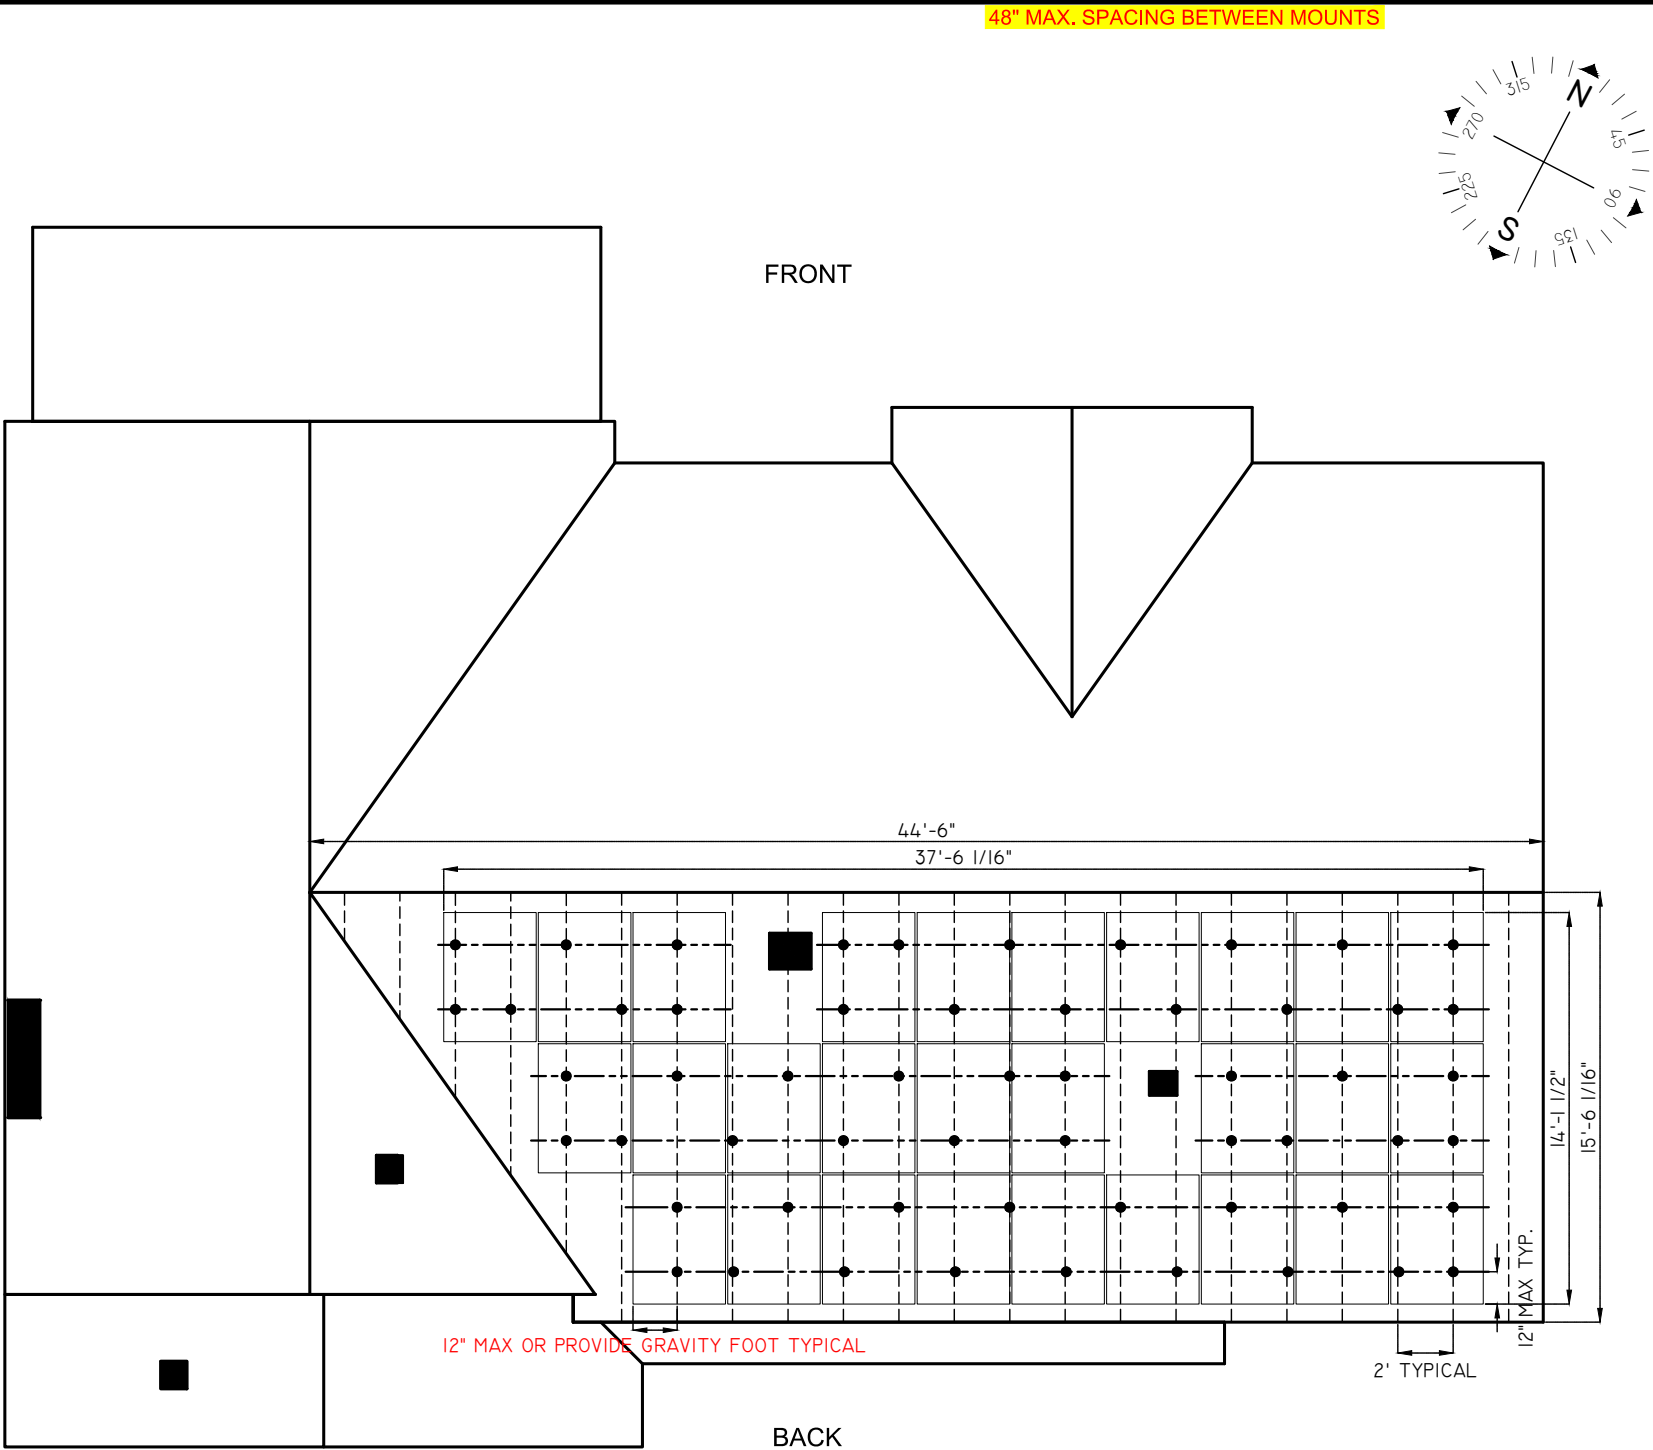 48" MAX. SPACING BETWEEN MOUNTS
N
45
90
135
S
225
270
315
FRONT
44'-6"
37'-6 1/16"
14'-1 1/2"
15'-6 1/16"
12" MAX TYP.
12" MAX OR PROVIDE GRAVITY FOOT TYPICAL
2' TYPICAL
BACK